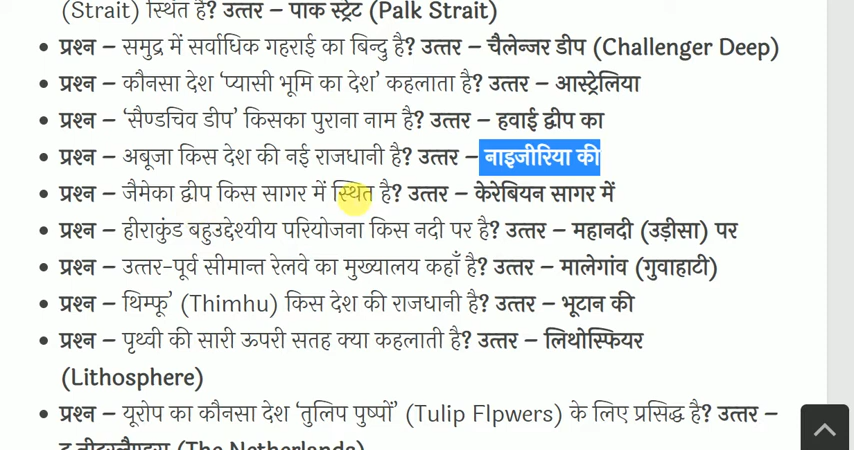 (Strait) स्थित है? उत्तर – पाक स्ट्रेट (Palk Strait)
प्रश्न – समुद्र में सर्वाधिक गहराई का बिन्दु है? उत्तर – चैलेन्जर डीप (Challenger Deep)
प्रश्न – कौनसा देश ‘प्यासी भूमि का देश’ कहलाता है? उत्तर – आस्ट्रेलिया
प्रश्न – ‘सैण्डचिव डीप’ किसका पुराना नाम है? उत्तर – हवाई द्वीप का
प्रश्न – अबूजा किस देश की नई राजधानी है? उत्तर – नाइजीरिया की
प्रश्न – जैमेका द्वीप किस सागर में स्थित है? उत्तर – केरेबियन सागर में
प्रश्न – हीराकुंड बहुउद्देश्यीय परियोजना किस नदी पर है? उत्तर – महानदी (उड़ीसा) पर
प्रश्न – उत्तर-पूर्व सीमान्त रेलवे का मुख्यालय कहाँ है? उत्तर – मालेगांव (गुवाहाटी)
प्रश्न – थिम्फू’ (Thimhu) किस देश की राजधानी है? उत्तर – भूटान की
प्रश्न – पृथ्वी की सारी ऊपरी सतह क्या कहलाती है? उत्तर – लिथोस्फियर
(Lithosphere)
प्रश्न – यूरोप का कौनसा देश ‘तुलिप पुष्पों’ (Tulip Flpwers) के लिए प्रसिद्ध है? उत्तर –
द नीदरलैण्ड्स (The Netherlands)